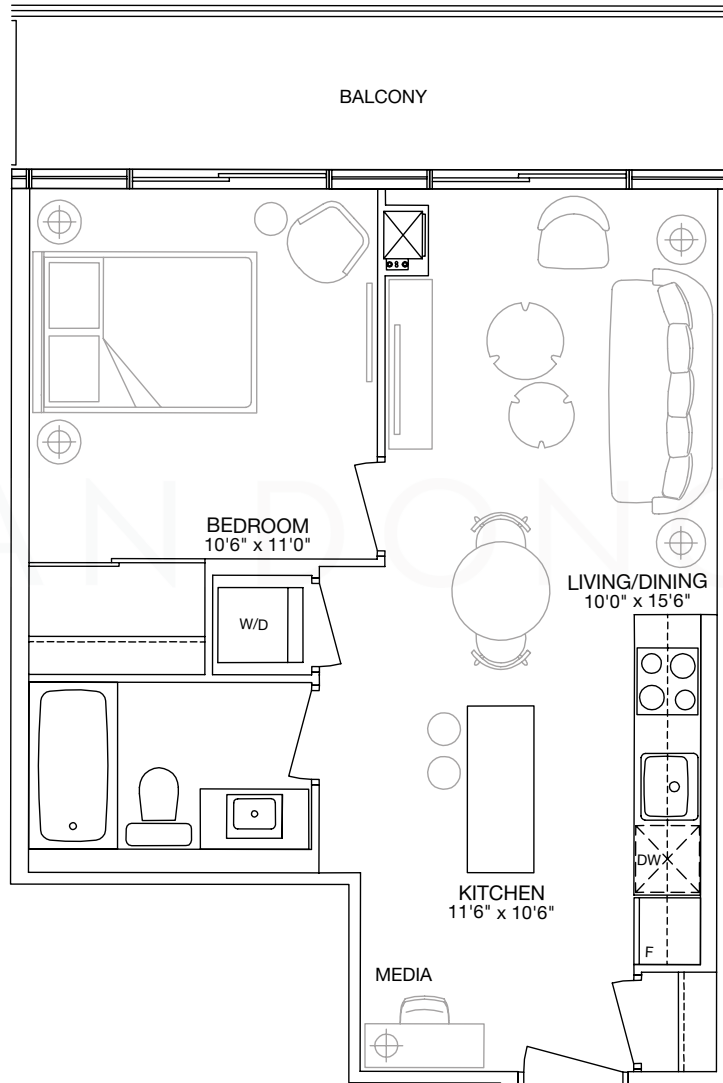 BALCONY
BEDROOM
10'6" x 11'0"
W/D
LIVING/DINING
10'0" x 15'6"
DW
KITCHEN
11'6" x 10'6"
F
MEDIA